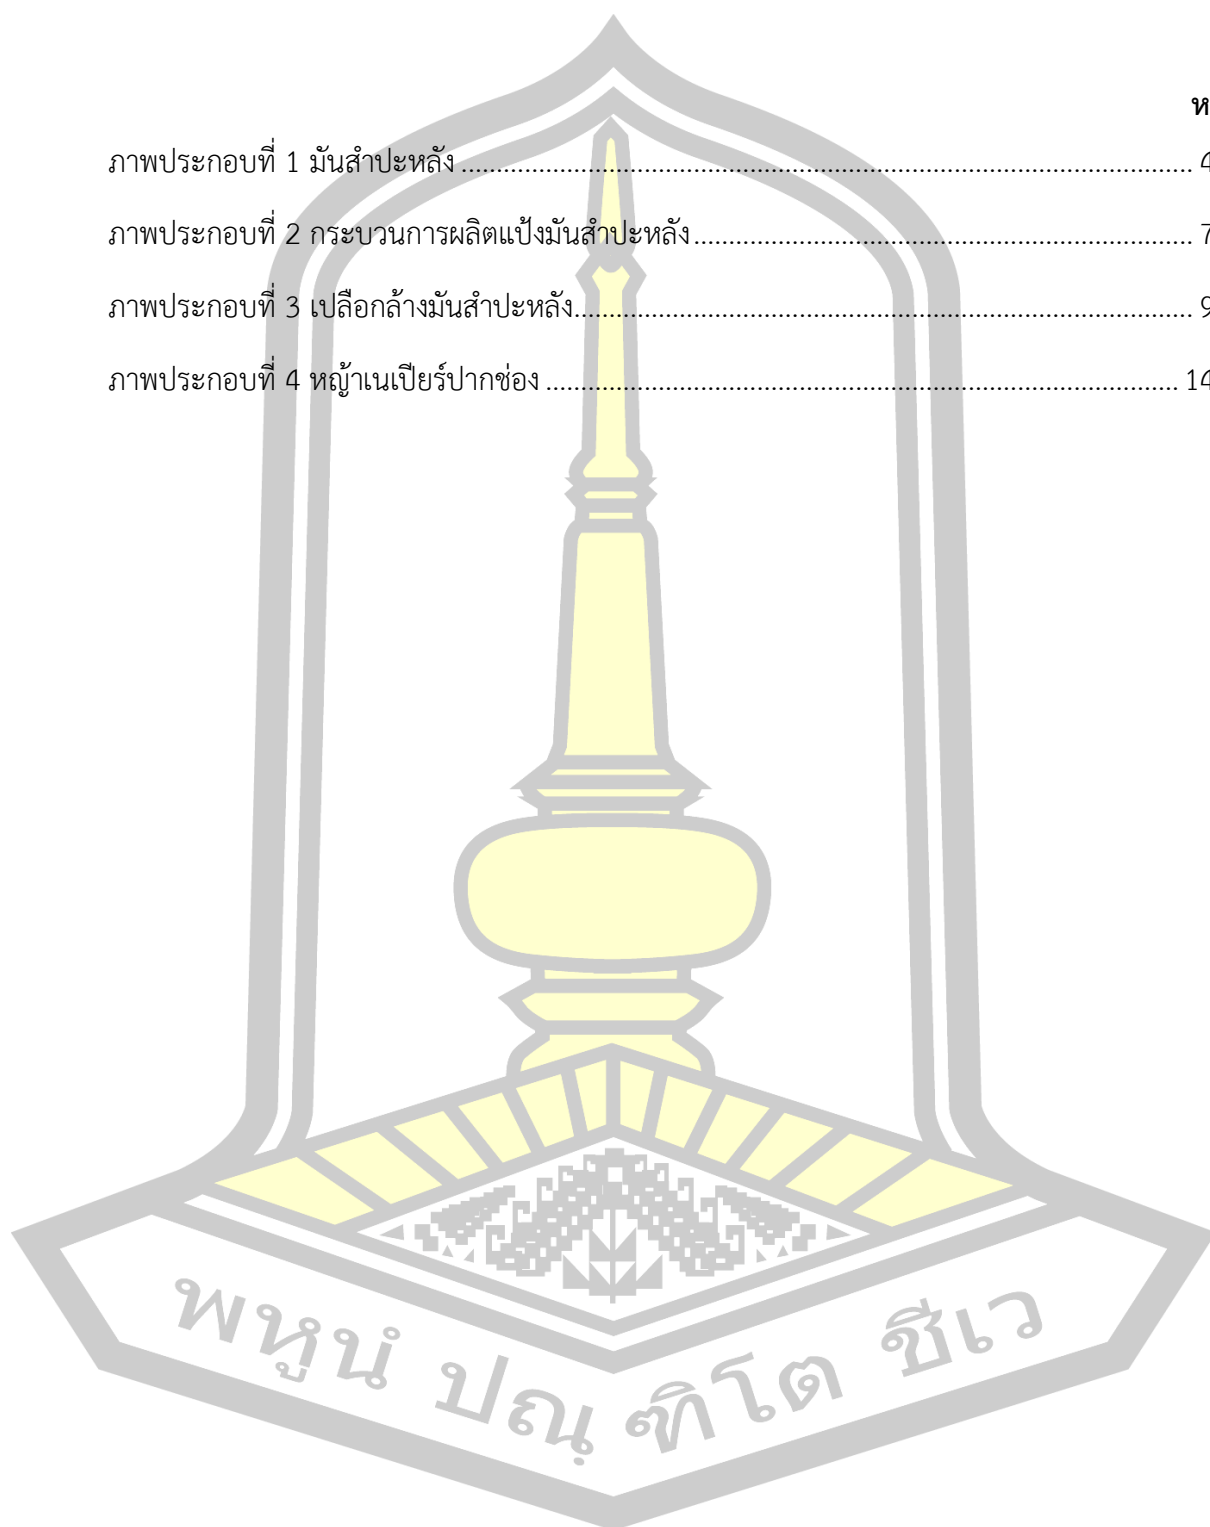 ห
ภาพประกอบที่ 1 มันสำปะหลัง ........................................................................................................ 4
ภาพประกอบที่ 2 กระบวนการผลิตแป้งมันสำปะหลัง ....................................................................... 7
ภาพประกอบที่ 3 เปลือกล้างมันสำปะหลัง ....................................................................................... 9
ภาพประกอบที่ 4 หญ้าเนเปียร์ปากช่อง .......................................................................................... 14
พหูนํ ปณฺฑิโต ชีเว